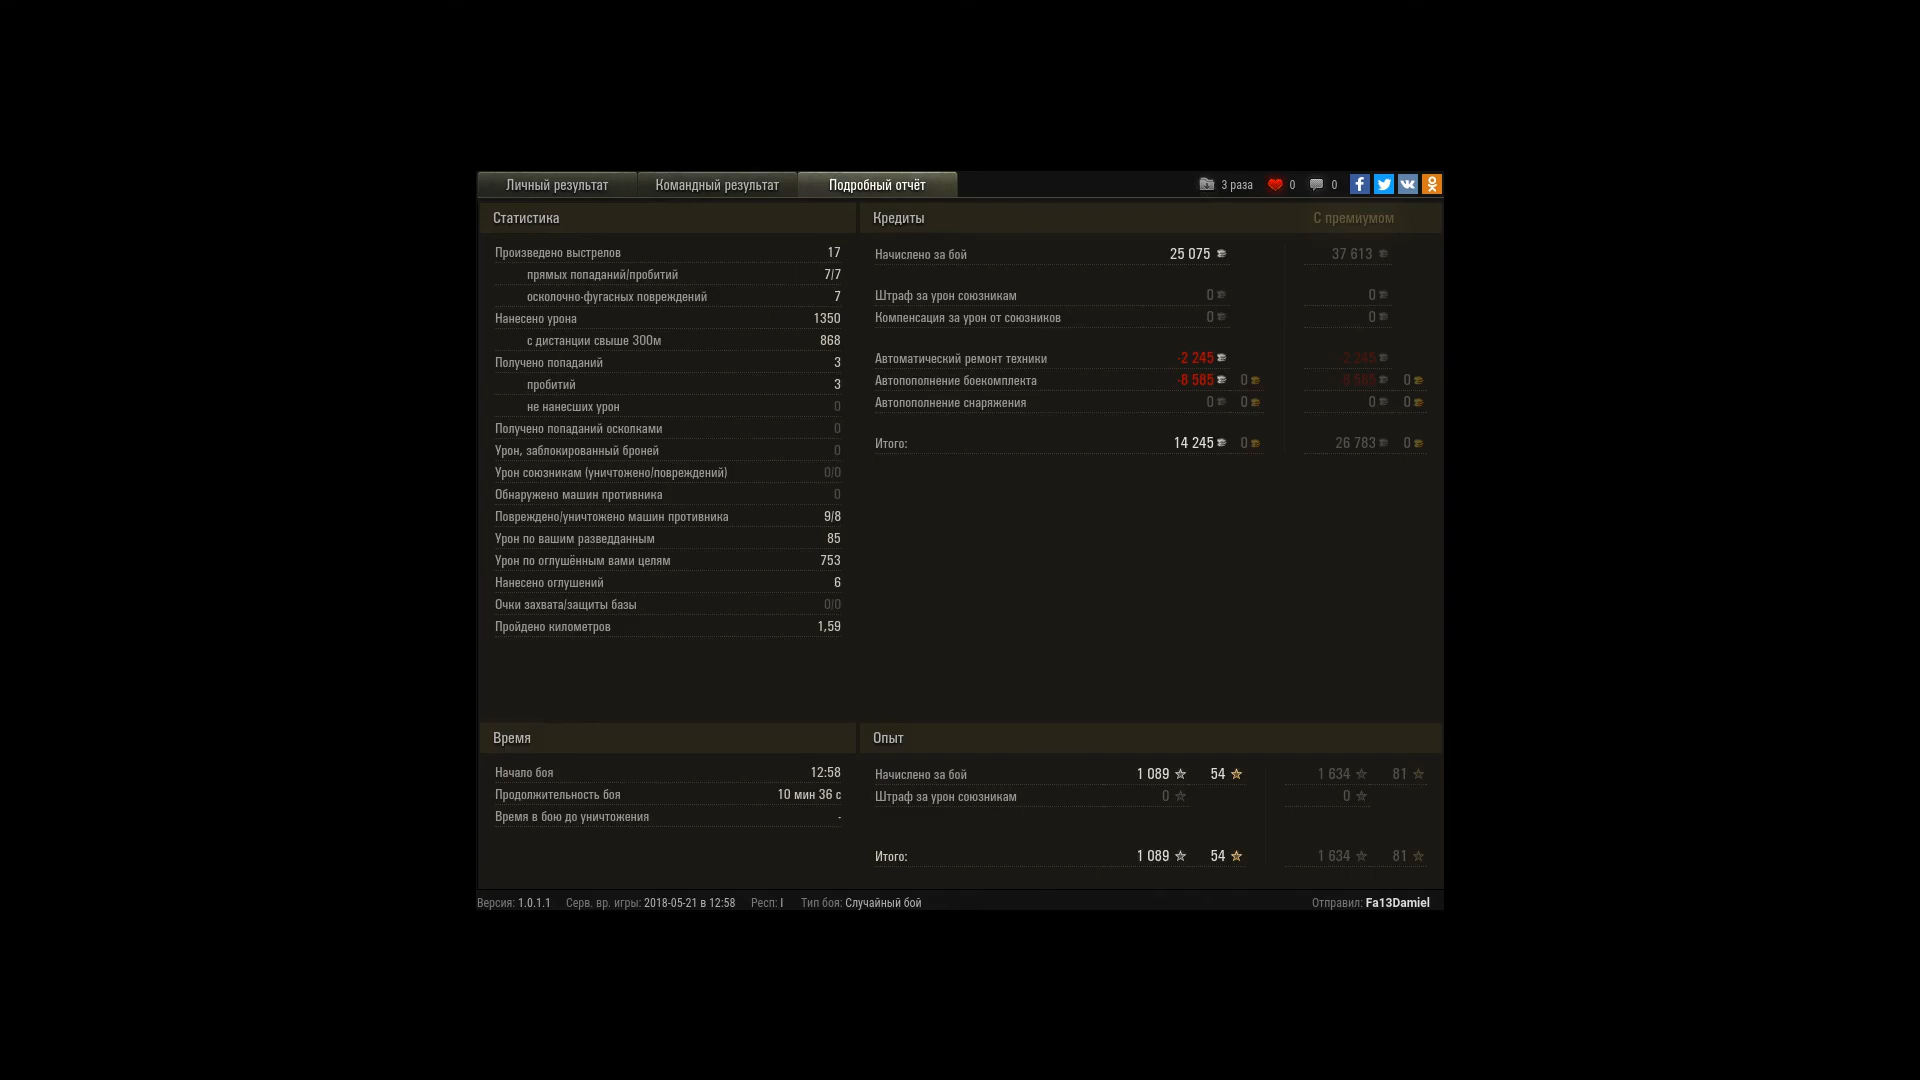 Личный результат Командный результат Подробный отчёт 3 раза 0 0
Статистика
Произведено выстрелов 17
прямых попаданий/пробитий 7/7
осколочно-фугасных повреждений 7
Нанесено урона 1350
с дистанции свыше 300м 868
Получено попаданий 3
пробитий 3
не нанесших урон 0
Получено попаданий осколками 0
Урон, заблокированный броней 0
Урон союзникам (уничтожено/повреждений) 0/0
Обнаружено машин противника 0
Повреждено/уничтожено машин противника 9/8
Урон по вашим разведданным 85
Урон по оглушённым вами целям 753
Нанесено оглушений 6
Очки захвата/защиты базы 0/0
Пройдено километров 1,59
Кредиты С премиумом
Начислено за бой 25 075 37 613
Штраф за урон союзникам 0 0
Компенсация за урон от союзников 0 0
Автоматический ремонт техники -2 245 -2 245
Автопополнение боекомплекта -8 585 0 -8 585 0
Автопополнение снаряжения 0 0 0 0
Итого: 14 245 0 26 783 0
Время
Начало боя 12:58
Продолжительность боя 10 мин 36 с
Время в бою до уничтожения -
Опыт
Начислено за бой 1 089 54 1 634 81
Штраф за урон союзникам 0 0
Итого: 1 089 54 1 634 81
Версия: 1.0.1.1 Серв. вр. игры: 2018-05-21 в 12:58 Респ: I Тип боя: Случайный бой Отправил: Fa13Damiel